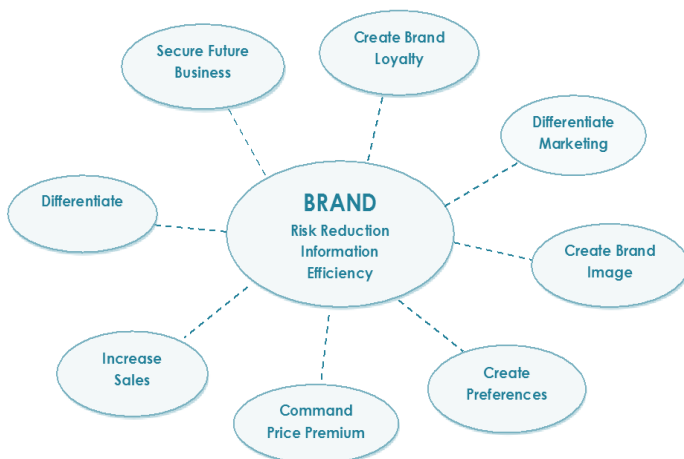 Create Brand
Loyalty
Secure Future
Business
Differentiate
Marketing
Differentiate
BRAND
Risk Reduction
Information
Efficiency
Create Brand
Image
Increase
Sales
Create
Preferences
Command
Price Premium